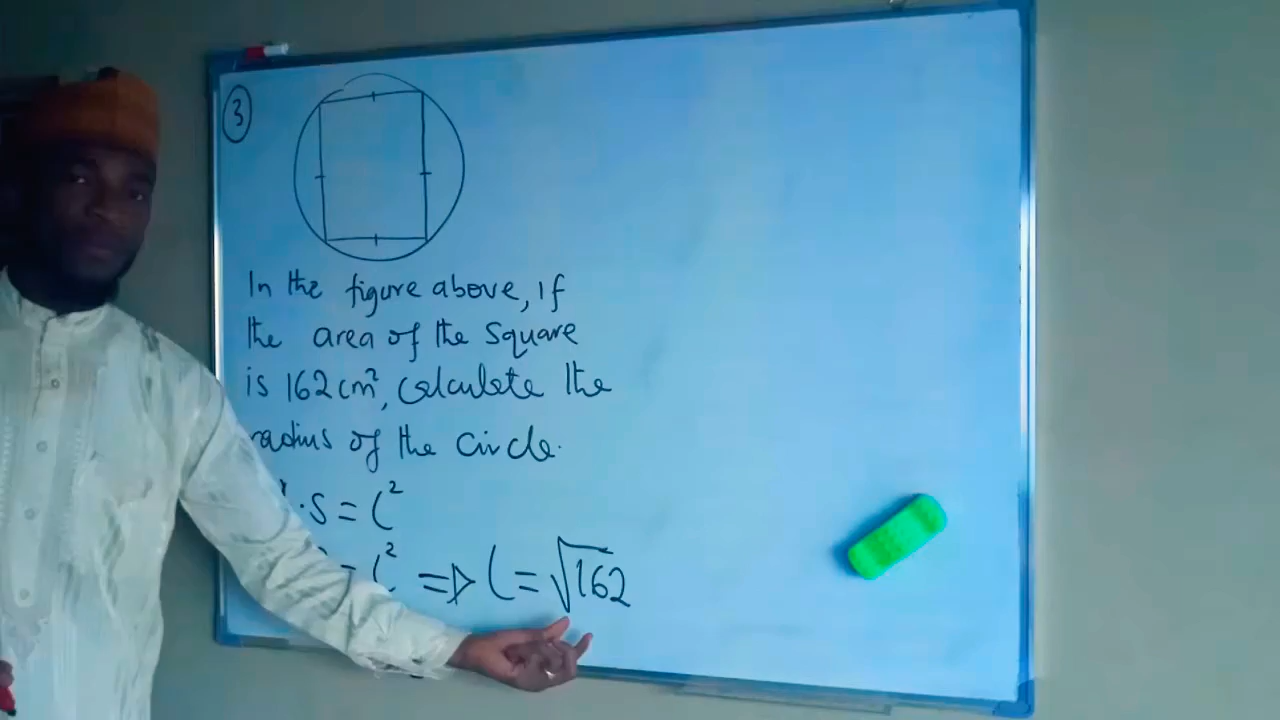 3
In the figure above, If
the area of the square
is 162cm², Calculate the
radius of the circle.
.S = l²
= l² => l = √162